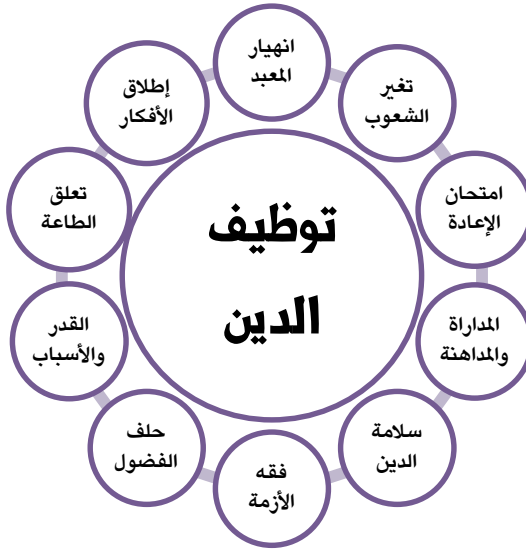 توظيف
الدين
انهيار
المعبد
تغير
الشعوب
امتحان
الإعادة
المداراة
والمداهنة
سلامة
الدين
فقه
الأزمة
حلف
الفضول
القدر
والأسباب
تعلق
الطاعة
إطلاق
الأفكار